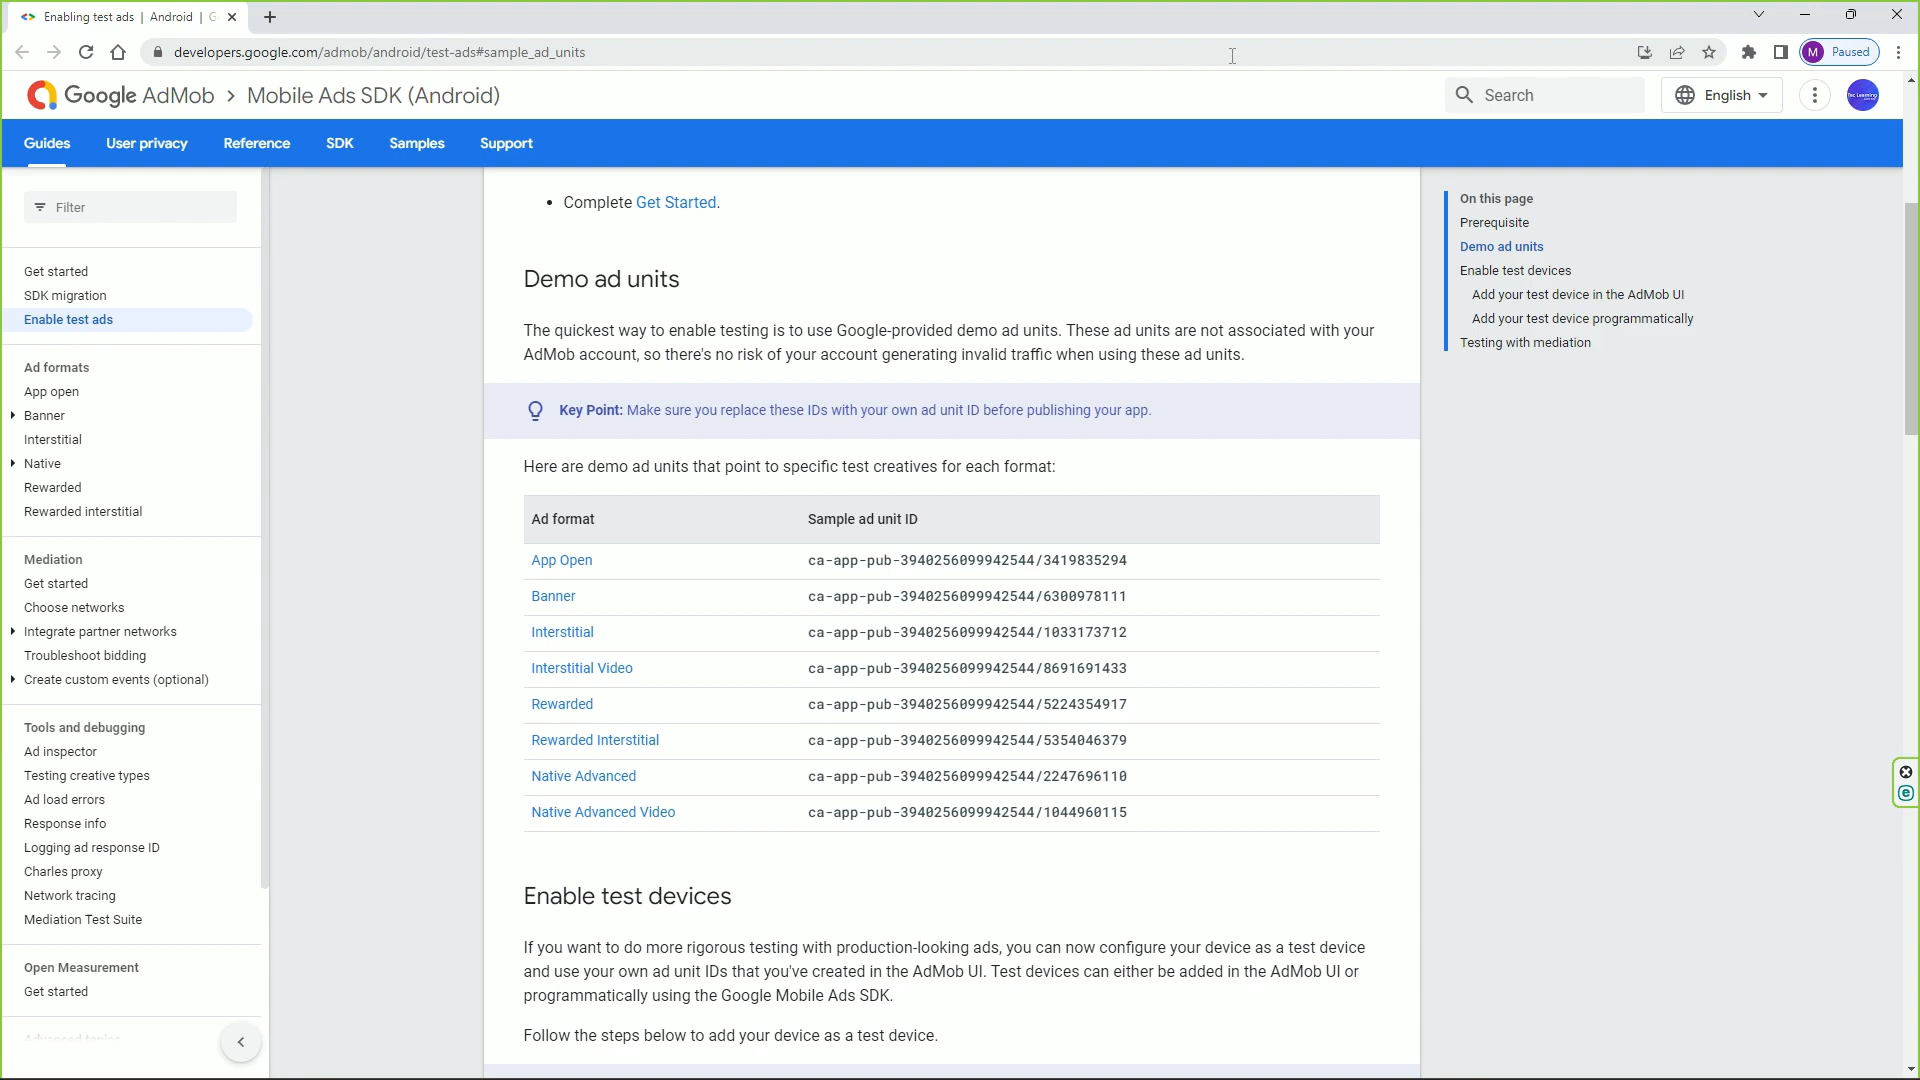 Enabling test ads | Android | G
developers.google.com/admob/android/test-ads#sample_ad_units
M Paused
Google AdMob > Mobile Ads SDK (Android)
Search
English
Guides
User privacy
Reference
SDK
Samples
Support
Filter
Get started
SDK migration
Enable test ads
Ad formats
App open
Banner
Interstitial
Native
Rewarded
Rewarded interstitial
Mediation
Get started
Choose networks
Integrate partner networks
Troubleshoot bidding
Create custom events (optional)
Tools and debugging
Ad inspector
Testing creative types
Ad load errors
Response info
Logging ad response ID
Charles proxy
Network tracing
Mediation Test Suite
Open Measurement
Get started
Advanced topics
• Complete Get Started.
Demo ad units
The quickest way to enable testing is to use Google-provided demo ad units. These ad units are not associated with your
AdMob account, so there's no risk of your account generating invalid traffic when using these ad units.
Key Point: Make sure you replace these IDs with your own ad unit ID before publishing your app.
Here are demo ad units that point to specific test creatives for each format:
Ad format Sample ad unit ID
App Open ca-app-pub-3940256099942544/3419835294
Banner ca-app-pub-3940256099942544/6300978111
Interstitial ca-app-pub-3940256099942544/1033173712
Interstitial Video ca-app-pub-3940256099942544/8691691433
Rewarded ca-app-pub-3940256099942544/5224354917
Rewarded Interstitial ca-app-pub-3940256099942544/5354046379
Native Advanced ca-app-pub-3940256099942544/2247696110
Native Advanced Video ca-app-pub-3940256099942544/1044960115
Enable test devices
If you want to do more rigorous testing with production-looking ads, you can now configure your device as a test device
and use your own ad unit IDs that you've created in the AdMob UI. Test devices can either be added in the AdMob UI or
programmatically using the Google Mobile Ads SDK.
Follow the steps below to add your device as a test device.
On this page
Prerequisite
Demo ad units
Enable test devices
Add your test device in the AdMob UI
Add your test device programmatically
Testing with mediation